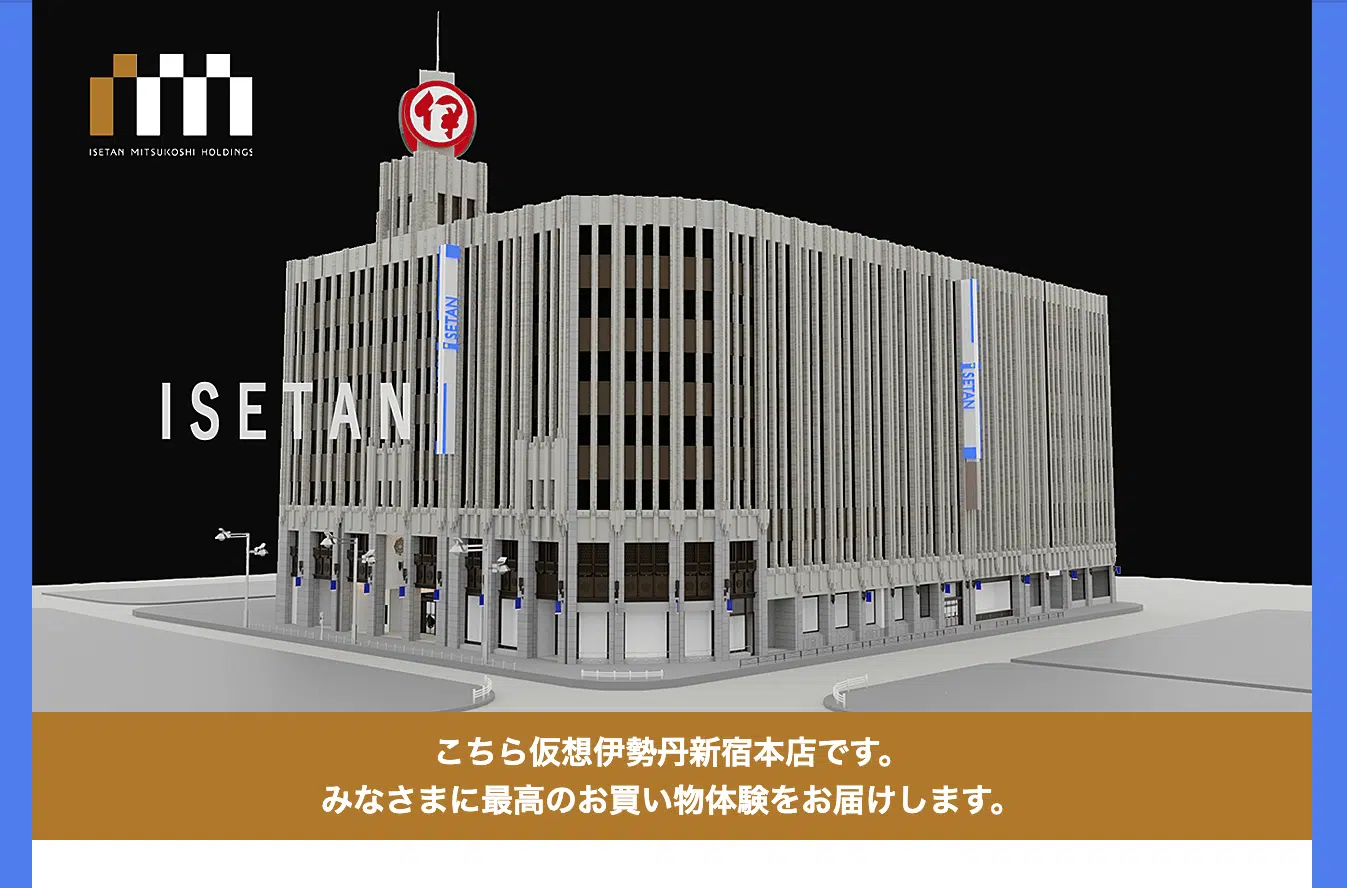 ISETAN MITSUKOSHI HOLDINGS
伊
ISETAN
ISETAN
ISETAN
こちら仮想伊勢丹新宿本店です。
みなさまに最高のお買い物体験をお届けします。